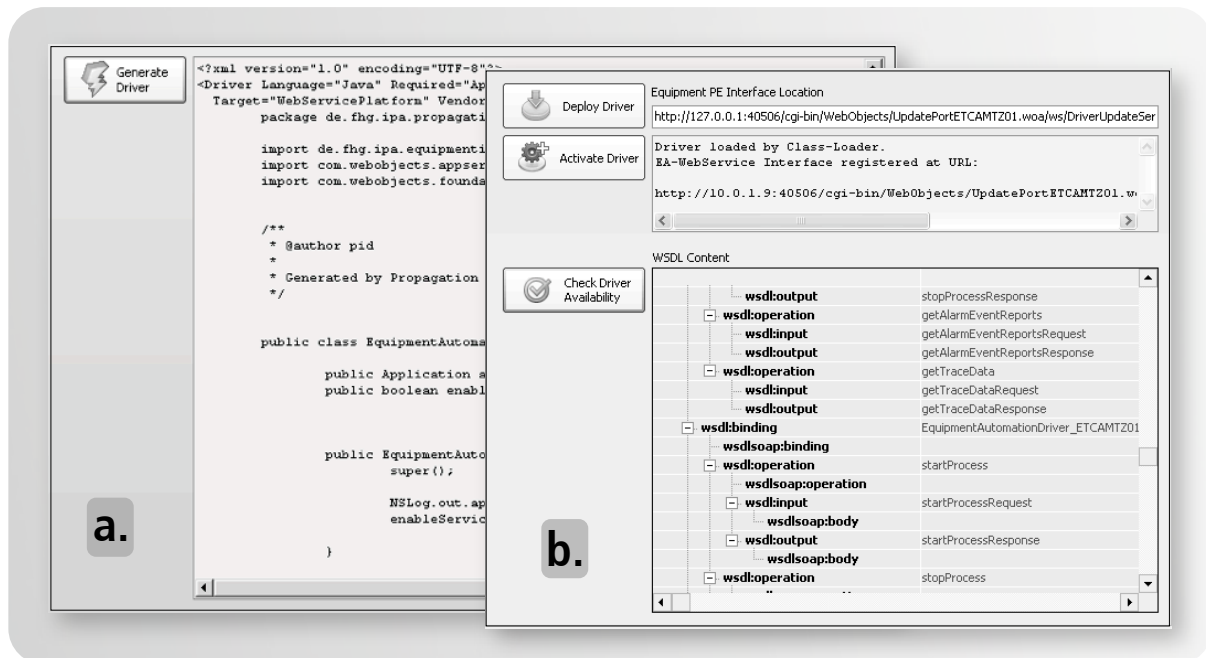 Generate
Driver
<?xml version="1.0" encoding="UTF-8"?>
<Driver Language="Java" Required="Ap
Target="WebServicePlatform" Vendor
package de.fhg.ipa.propagati
import de.fhg.ipa.equipmenti
import com.webobjects.appser
import com.webobjects.founda
/**
* @author pid
*
* Generated by Propagation
*/
public class EquipmentAutoma
public Application a
public boolean enabl
public EquipmentAuto
super();
NSLog.out.ap
enableServic
}
a.
Deploy Driver
Equipment PE Interface Location
http://127.0.0.1:40506/cgi-bin/WebObjects/UpdatePortETCAMTZ01.woa/ws/DriverUpdateSer
Activate Driver
Driver loaded by Class-Loader.
EA-WebService Interface registered at URL:
http://10.0.1.9:40506/cgi-bin/WebObjects/UpdatePortETCAMTZ01.w
WSDL Content
Check Driver
Availability
wsdl:output stopProcessResponse
wsdl:operation getAlarmEventReports
wsdl:input getAlarmEventReportsRequest
wsdl:output getAlarmEventReportsResponse
wsdl:operation getTraceData
wsdl:input getTraceDataRequest
wsdl:output getTraceDataResponse
wsdl:binding EquipmentAutomationDriver_ETCAMTZ01
wsdlsoap:binding
wsdl:operation startProcess
wsdlsoap:operation
wsdl:input startProcessRequest
wsdlsoap:body
wsdl:output startProcessResponse
wsdlsoap:body
wsdl:operation stopProcess
b.